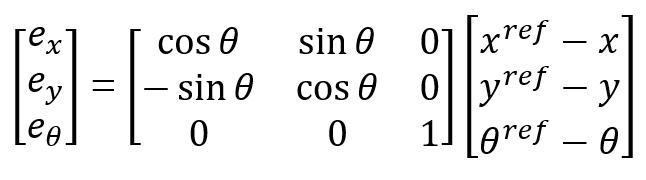 [e_x] = [cos θ sin θ 0] [x^ref − x]
[e_y] = [− sin θ cos θ 0] [y^ref − y]
[e_θ] = [0 0 1] [θ^ref − θ]